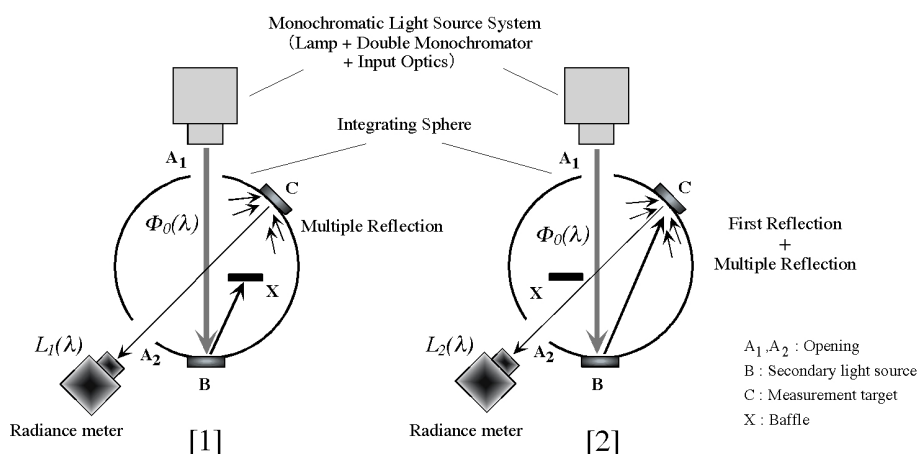 Monochromatic Light Source System
(Lamp + Double Monochromator
+ Input Optics)
Integrating Sphere
A1
C
Φ0(λ)
Multiple Reflection
X
L1(λ)
A2
B
Radiance meter
[1]
A1
C
Φ0(λ)
First Reflection
+
Multiple Reflection
X
L2(λ)
A2
B
Radiance meter
[2]
A1,A2 : Opening
B : Secondary light source
C : Measurement target
X : Baffle